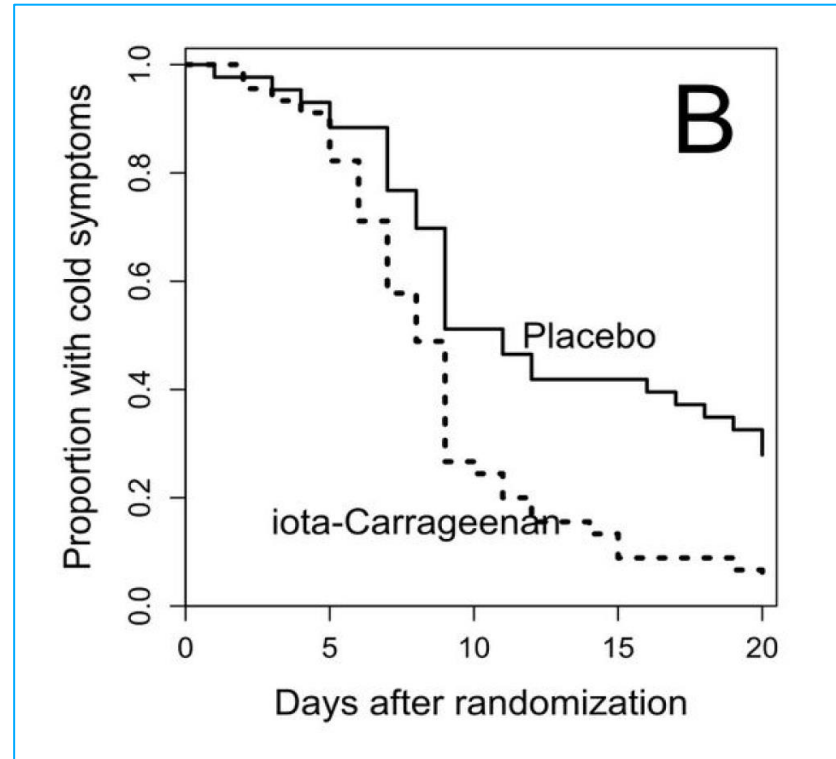 B
Proportion with cold symptoms
1.0
0.8
0.6
0.4
0.2
0.0
Placebo
iota-Carrageenan
0 5 10 15 20
Days after randomization